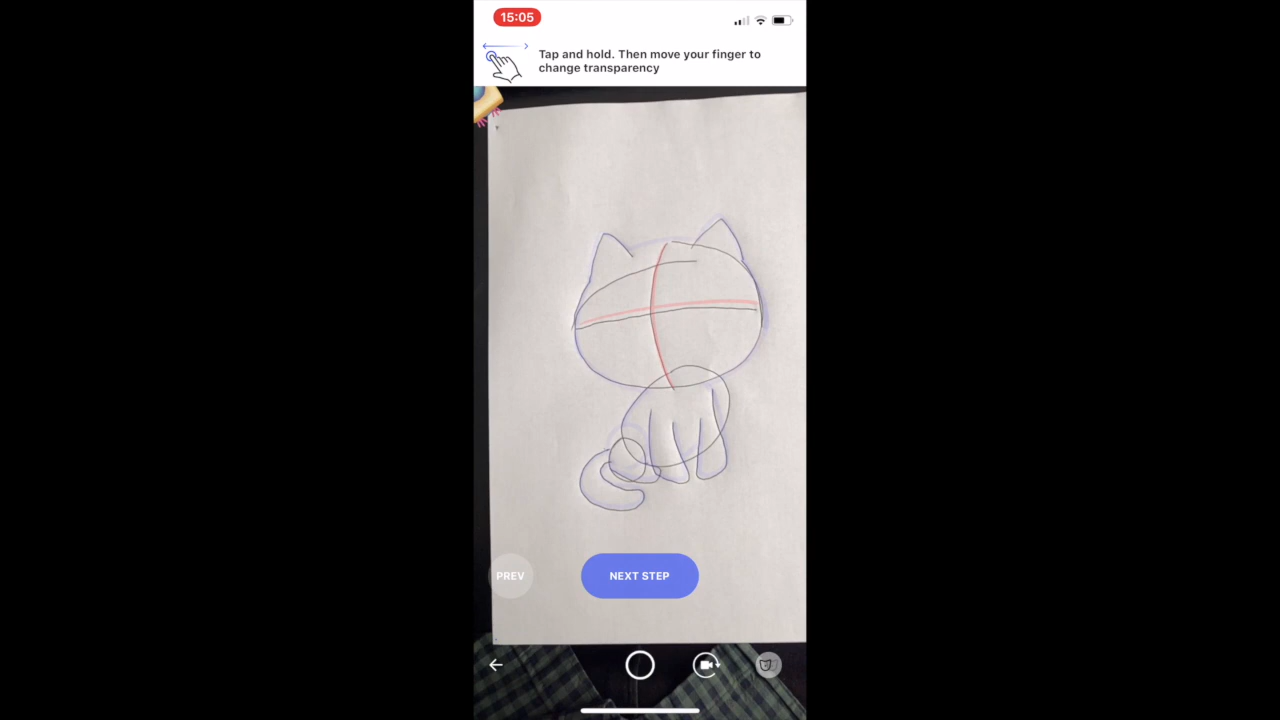 15:05
Tap and hold. Then move your finger to
change transparency
PREV
NEXT STEP